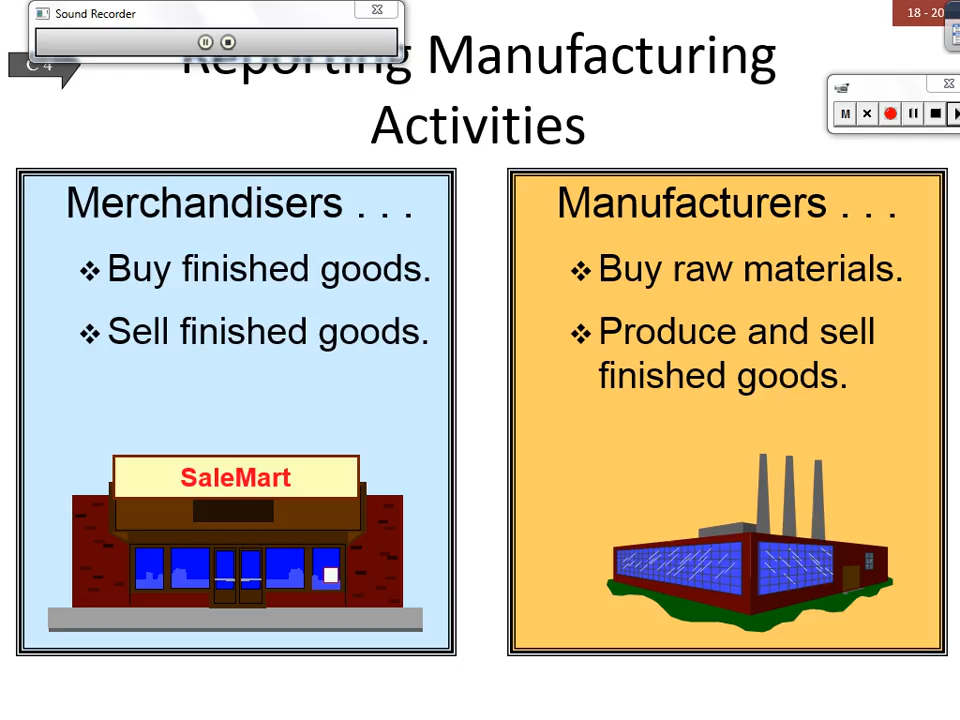 Sound Recorder
18 - 20
C 4
Reporting Manufacturing
Activities
M
Merchandisers . . .
❖ Buy finished goods.
❖ Sell finished goods.
SaleMart
Manufacturers . . .
❖ Buy raw materials.
❖ Produce and sell
finished goods.